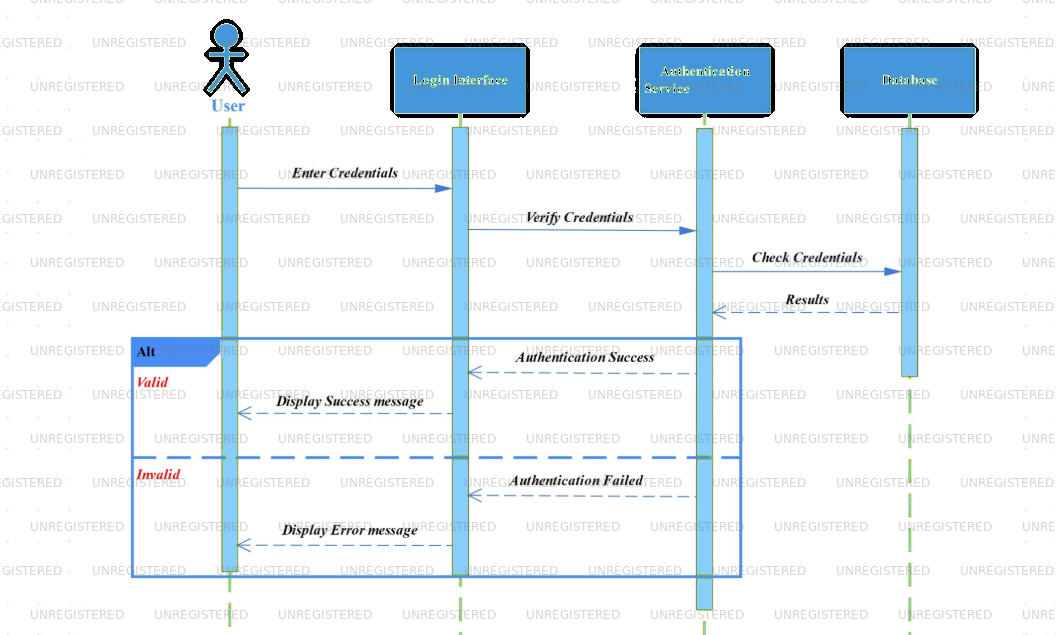 User
Login Interface
Authentication
Service
Database
Enter Credentials
Verify Credentials
Check Credentials
Results
Alt
Authentication Success
Valid
Display Success message
Invalid
Authentication Failed
Display Error message
UNREGISTERED